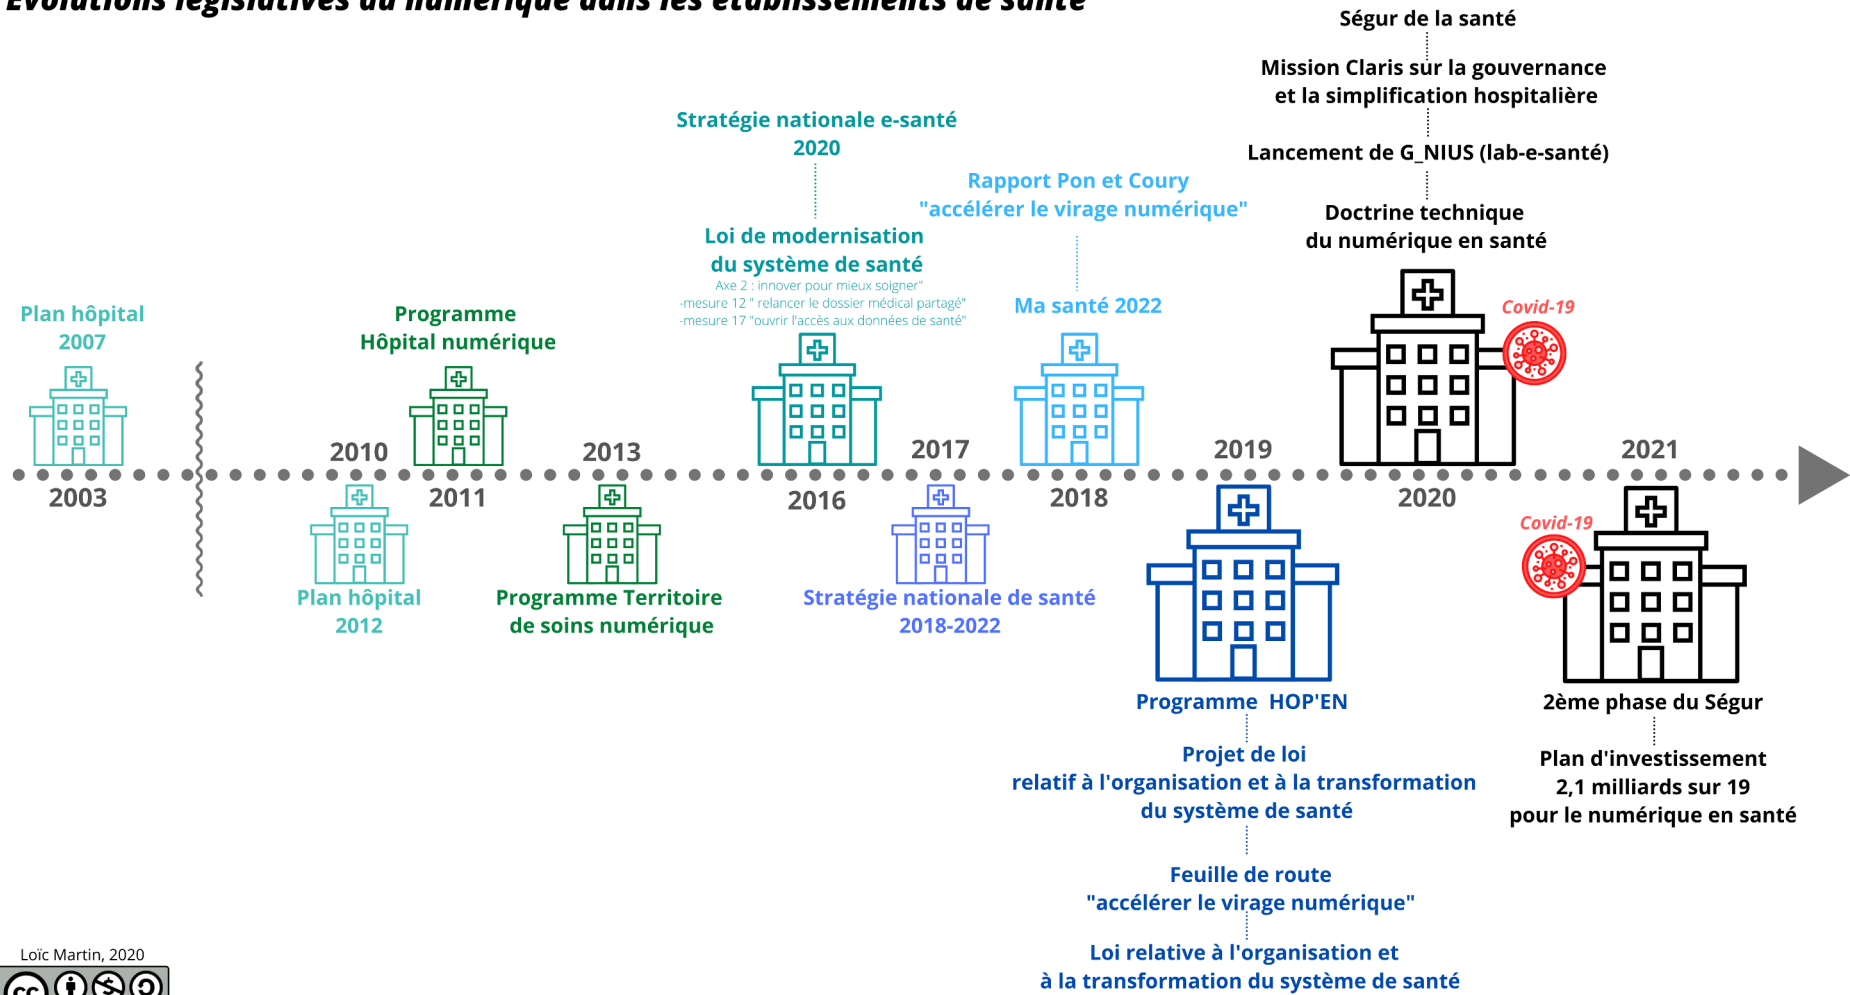 Evolutions législatives du numérique dans les établissements de santé
Ségur de la santé
Mission Claris sur la gouvernance
et la simplification hospitalière
Lancement de G_NIUS (lab-e-santé)
Doctrine technique
du numérique en santé
Stratégie nationale e-santé
2020
Loi de modernisation
du système de santé
Axe 2 : innover pour mieux soigner"
-mesure 12 " relancer le dossier médical partagé"
-mesure 17 "ouvrir l'accès aux données de santé"
Rapport Pon et Coury
"accélérer le virage numérique"
Ma santé 2022
Plan hôpital
2007
Programme
Hôpital numérique
Covid-19
2010
2013
2017
2019
2021
2003
2011
2016
2018
2020
Plan hôpital
2012
Programme Territoire
de soins numérique
Stratégie nationale de santé
2018-2022
Covid-19
Programme  HOP'EN
Projet de loi
relatif à l'organisation et à la transformation
du système de santé
Feuille de route
"accélérer le virage numérique"
Loi relative à l'organisation et
à la transformation du système de santé
2ème phase du Ségur
Plan d'investissement
2,1 milliards sur 19
pour le numérique en santé
Loïc Martin, 2020
cc